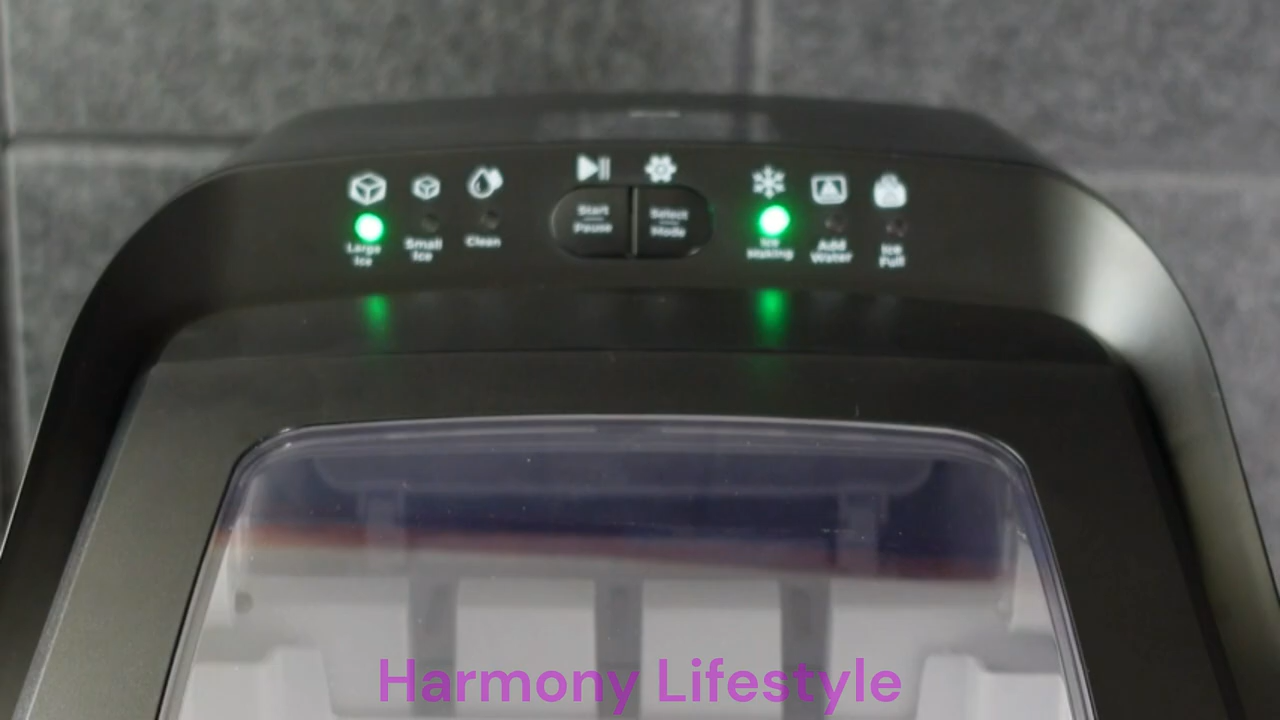 Large
Ice
Small
Ice
Clean
Start
Pause
Select
Mode
Ice
Making
Add
Water
Ice
Full
Harmony Lifestyle